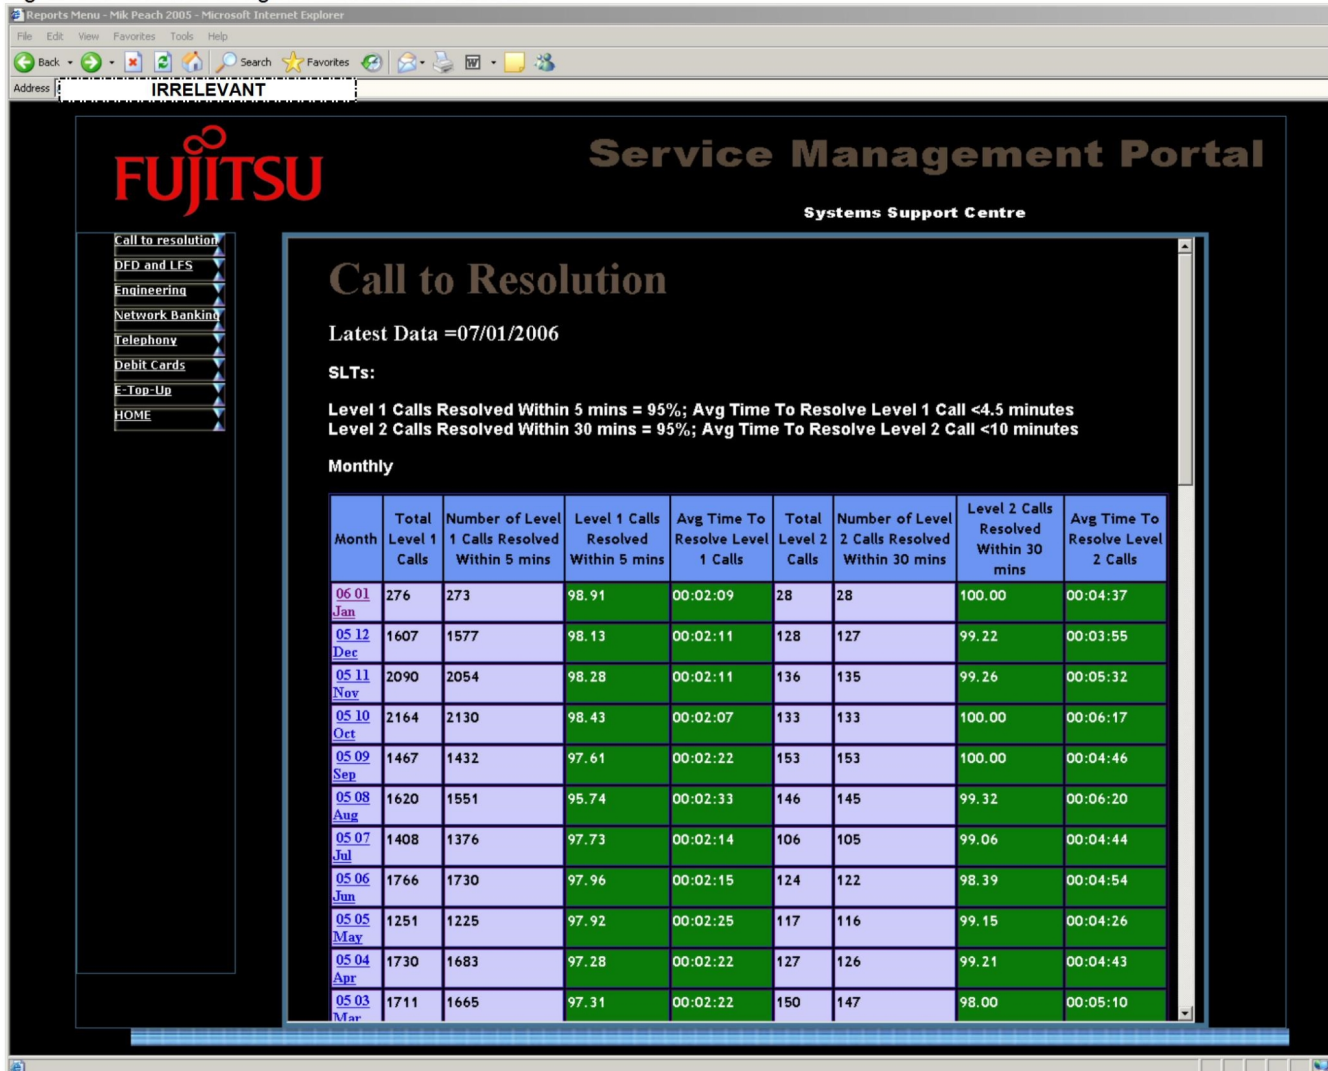 Reports Menu - Mik Peach 2005 - Microsoft Internet Explorer
File Edit View Favorites Tools Help
Back Search Favorites
Address IRRELEVANT
FUJITSU
Service Management Portal
Systems Support Centre
Call to resolution
DFD and LFS
Engineering
Network Banking
Telephony
Debit Cards
E-Top-Up
HOME
Call to Resolution
Latest Data =07/01/2006
SLTs:
Level 1 Calls Resolved Within 5 mins = 95%; Avg Time To Resolve Level 1 Call <4.5 minutes
Level 2 Calls Resolved Within 30 mins = 95%; Avg Time To Resolve Level 2 Call <10 minutes
Monthly
Month Total Level 1 Calls Number of Level 1 Calls Resolved Within 5 mins Level 1 Calls Resolved Within 5 mins Avg Time To Resolve Level 1 Calls Total Level 2 Calls Number of Level 2 Calls Resolved Within 30 mins Level 2 Calls Resolved Within 30 mins Avg Time To Resolve Level 2 Calls
06 01 Jan 276 273 98.91 00:02:09 28 28 100.00 00:04:37
05 12 Dec 1607 1577 98.13 00:02:11 128 127 99.22 00:03:55
05 11 Nov 2090 2054 98.28 00:02:11 136 135 99.26 00:05:32
05 10 Oct 2164 2130 98.43 00:02:07 133 133 100.00 00:06:17
05 09 Sep 1467 1432 97.61 00:02:22 153 153 100.00 00:04:46
05 08 Aug 1620 1551 95.74 00:02:33 146 145 99.32 00:06:20
05 07 Jul 1408 1376 97.73 00:02:14 106 105 99.06 00:04:44
05 06 Jun 1766 1730 97.96 00:02:15 124 122 98.39 00:04:54
05 05 May 1251 1225 97.92 00:02:25 117 116 99.15 00:04:26
05 04 Apr 1730 1683 97.28 00:02:22 127 126 99.21 00:04:43
05 03 Mar 1711 1665 97.31 00:02:22 150 147 98.00 00:05:10